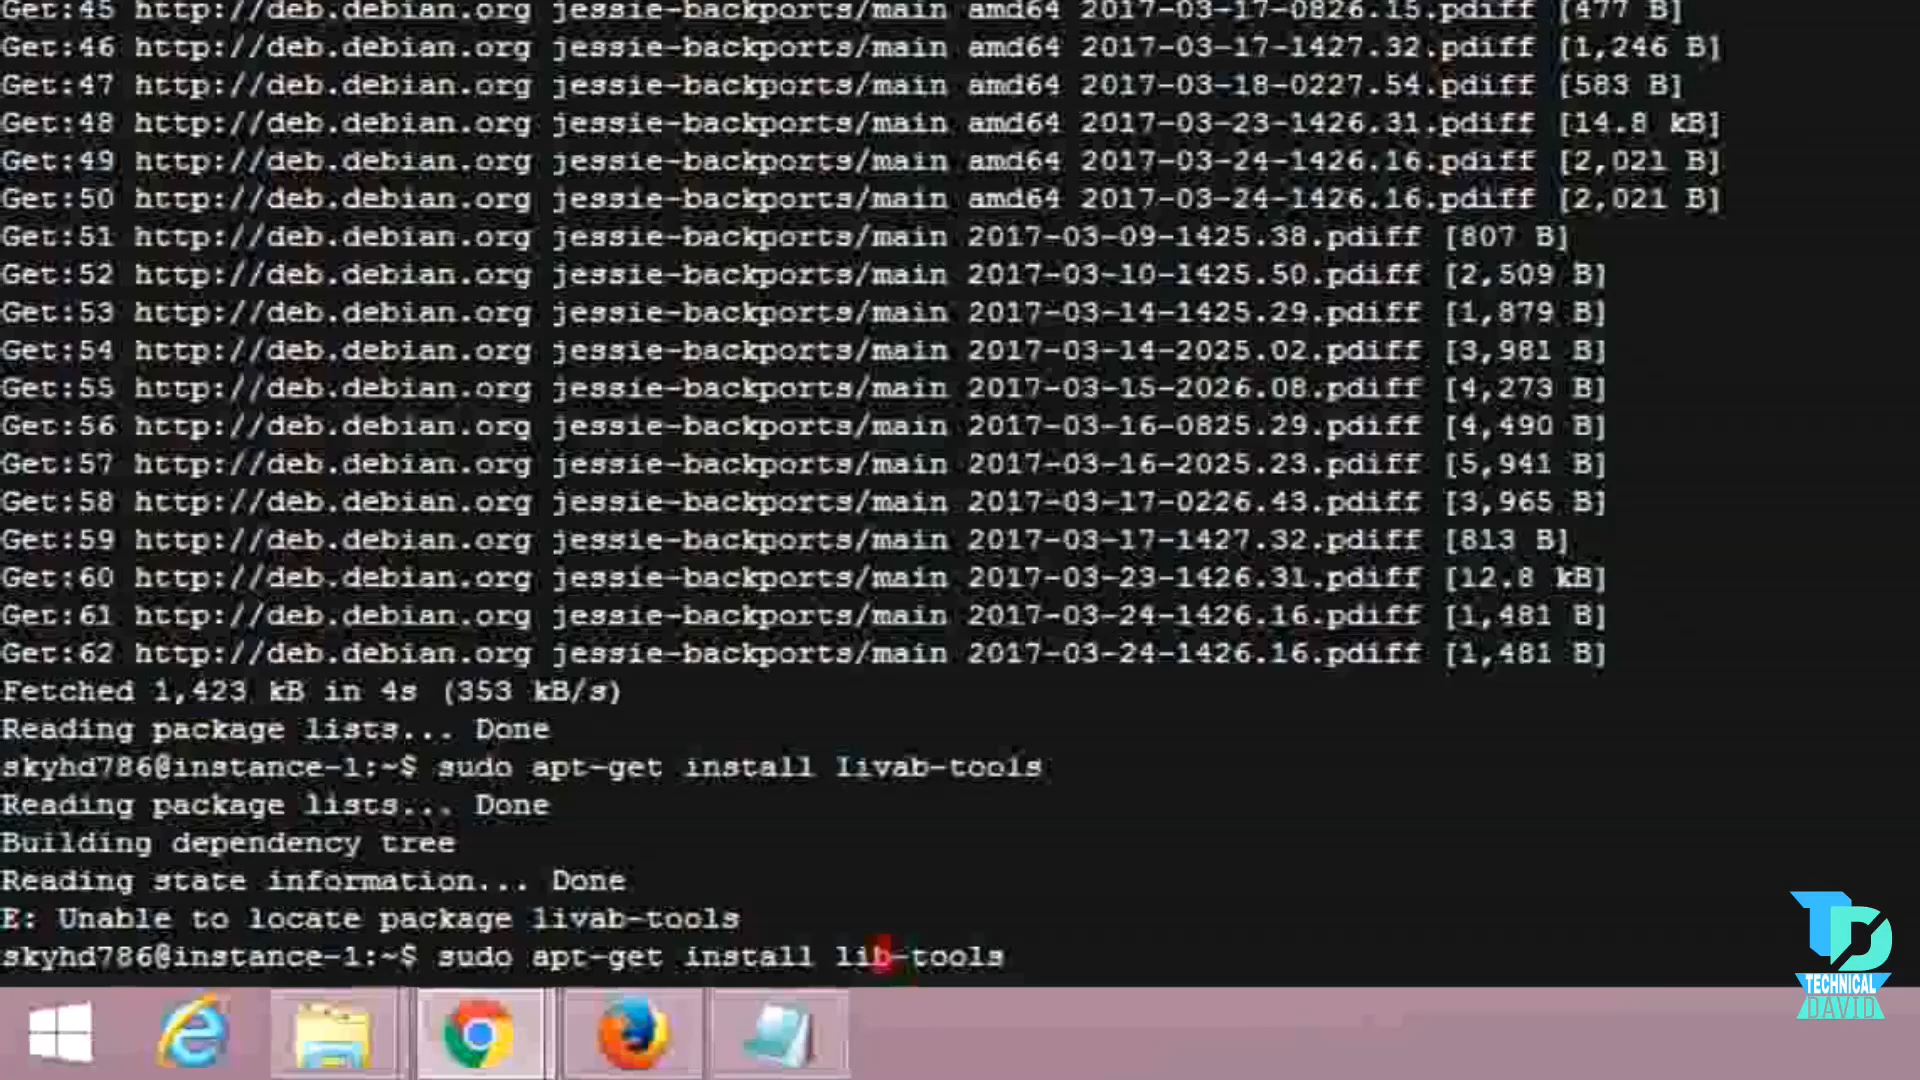 Get:45 http://deb.debian.org jessie-backports/main amd64 2017-03-17-0826.15.pdiff [477 B]
Get:46 http://deb.debian.org jessie-backports/main amd64 2017-03-17-1427.32.pdiff [1,246 B]
Get:47 http://deb.debian.org jessie-backports/main amd64 2017-03-18-0227.54.pdiff [583 B]
Get:48 http://deb.debian.org jessie-backports/main amd64 2017-03-23-1426.31.pdiff [14.8 kB]
Get:49 http://deb.debian.org jessie-backports/main amd64 2017-03-24-1426.16.pdiff [2,021 B]
Get:50 http://deb.debian.org jessie-backports/main amd64 2017-03-24-1426.16.pdiff [2,021 B]
Get:51 http://deb.debian.org jessie-backports/main 2017-03-09-1425.38.pdiff [807 B]
Get:52 http://deb.debian.org jessie-backports/main 2017-03-10-1425.50.pdiff [2,509 B]
Get:53 http://deb.debian.org jessie-backports/main 2017-03-14-1425.29.pdiff [1,879 B]
Get:54 http://deb.debian.org jessie-backports/main 2017-03-14-2025.02.pdiff [3,981 B]
Get:55 http://deb.debian.org jessie-backports/main 2017-03-15-2026.08.pdiff [4,273 B]
Get:56 http://deb.debian.org jessie-backports/main 2017-03-16-0825.29.pdiff [4,490 B]
Get:57 http://deb.debian.org jessie-backports/main 2017-03-16-2025.23.pdiff [5,941 B]
Get:58 http://deb.debian.org jessie-backports/main 2017-03-17-0226.43.pdiff [3,965 B]
Get:59 http://deb.debian.org jessie-backports/main 2017-03-17-1427.32.pdiff [813 B]
Get:60 http://deb.debian.org jessie-backports/main 2017-03-23-1426.31.pdiff [12.8 kB]
Get:61 http://deb.debian.org jessie-backports/main 2017-03-24-1426.16.pdiff [1,481 B]
Get:62 http://deb.debian.org jessie-backports/main 2017-03-24-1426.16.pdiff [1,481 B]
Fetched 1,423 kB in 4s (353 kB/s)
Reading package lists... Done
skyhd786@instance-1:~$ sudo apt-get install livab-tools
Reading package lists... Done
Building dependency tree
Reading state information... Done
E: Unable to locate package livab-tools
skyhd786@instance-1:~$ sudo apt-get install lib-tools
TD
TECHNICAL
DAVID